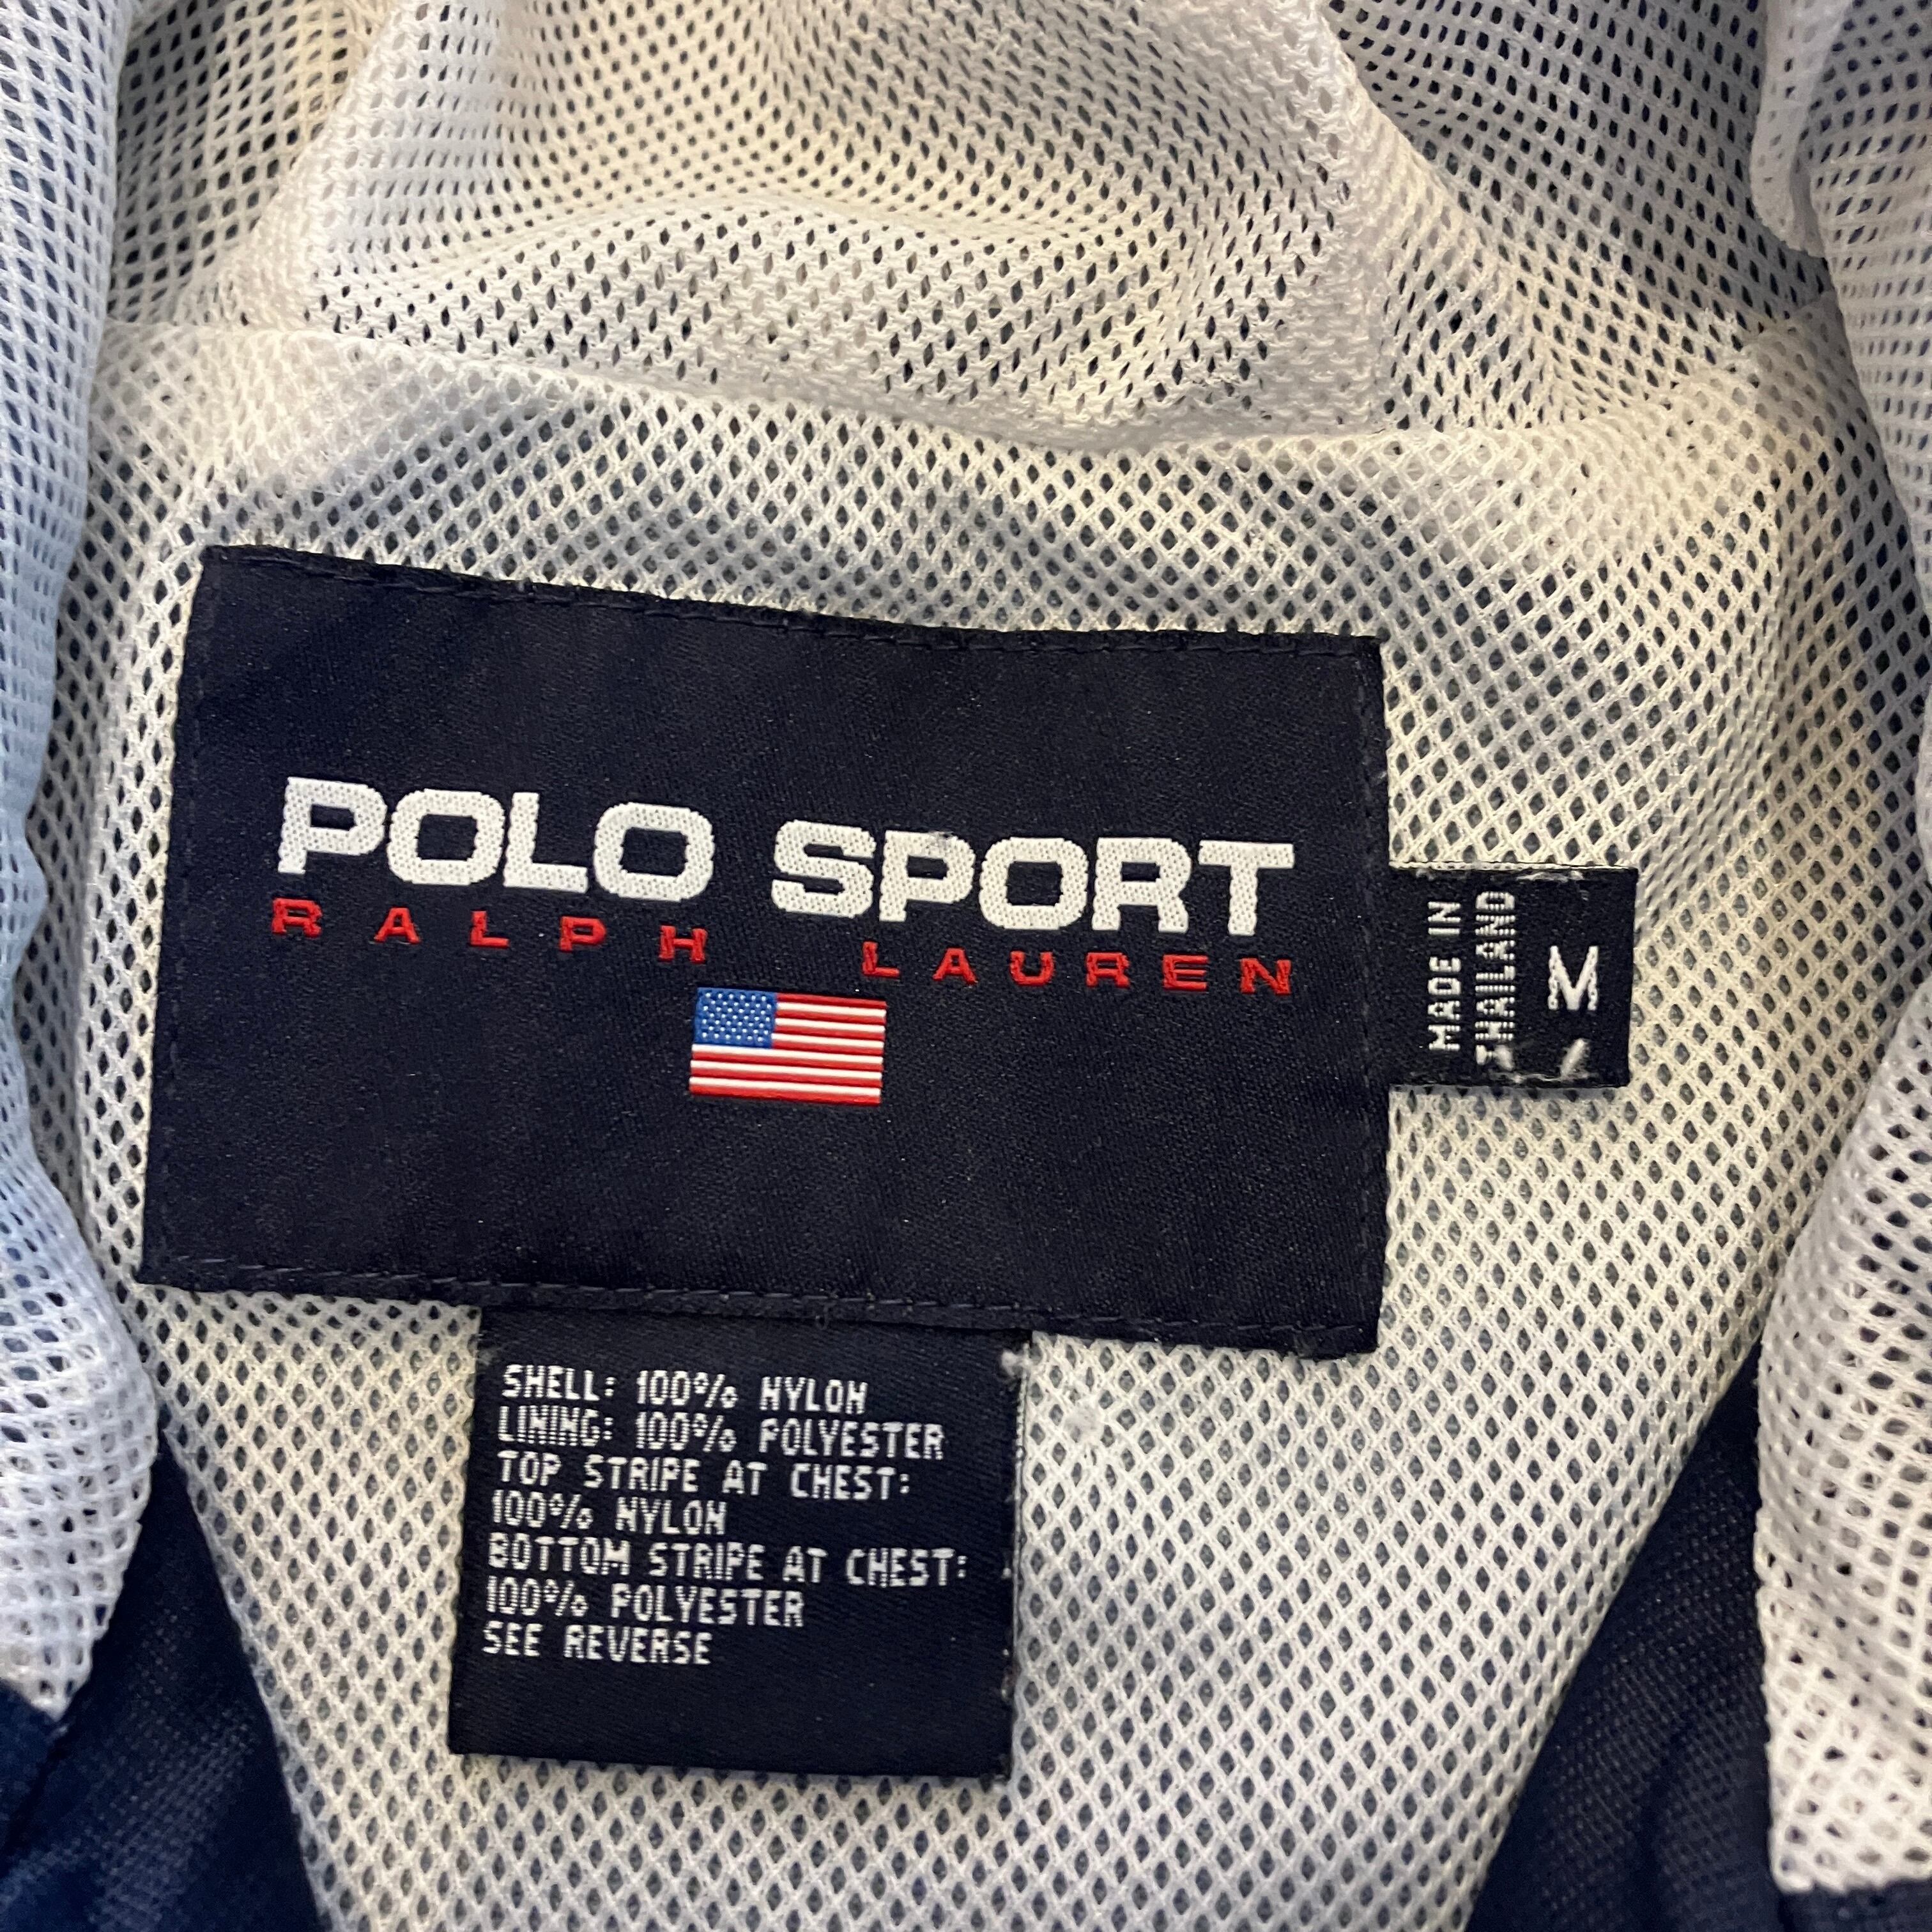 POLO SPORT
RALPH LAUREN
MADE IN
THAILAND
M
SHELL: 100% NYLON
LINING: 100% POLYESTER
TOP STRIPE AT CHEST:
100% NYLON
BOTTOM STRIPE AT CHEST:
100% POLYESTER
SEE REVERSE